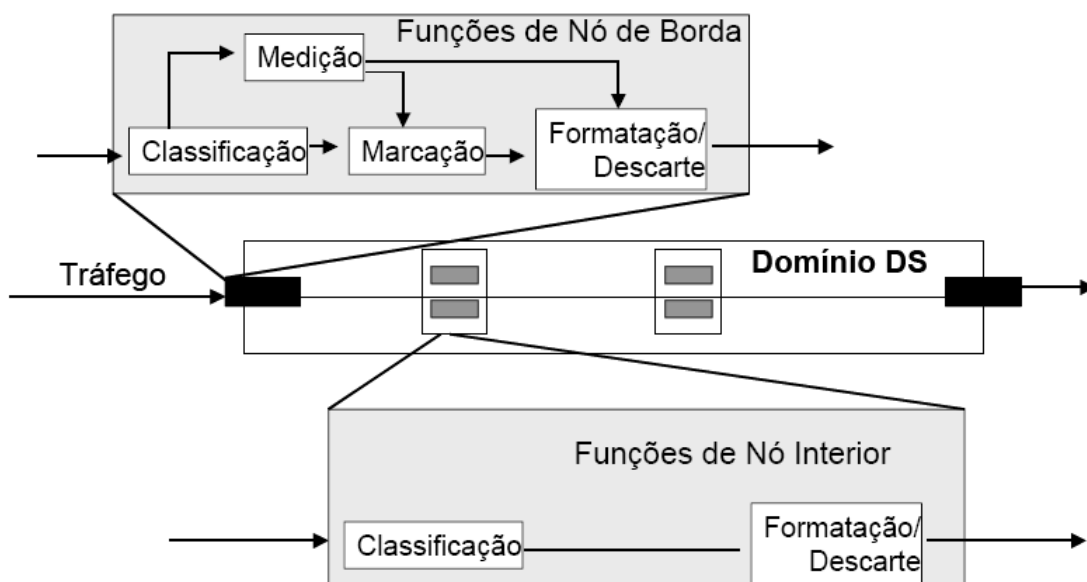 Funções de Nó de Borda
Medição
Classificação
Marcação
Formatação/
Descarte
Tráfego
Domínio DS
Funções de Nó Interior
Classificação
Formatação/
Descarte